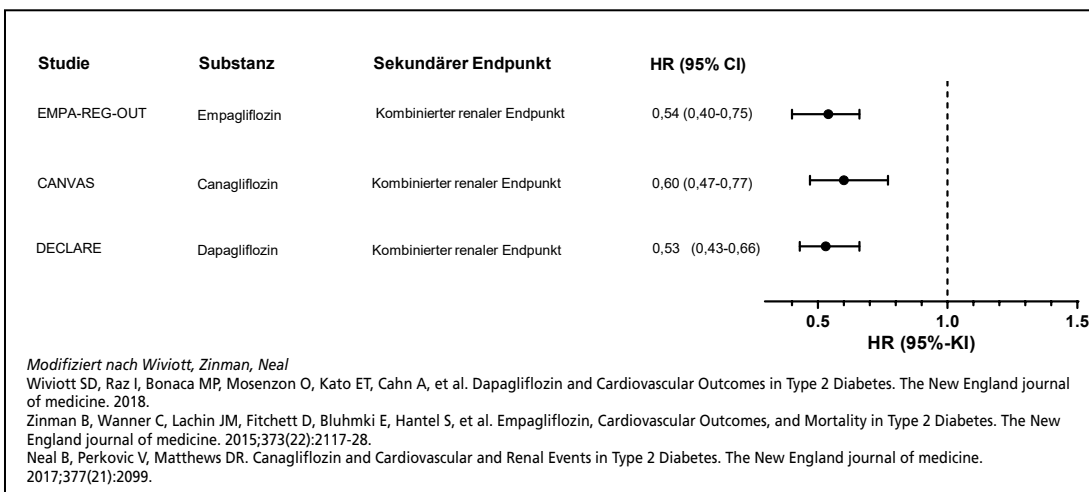 Studie Substanz Sekundärer Endpunkt HR (95% CI)
EMPA-REG-OUT Empagliflozin Kombinierter renaler Endpunkt 0,54 (0,40-0,75)
CANVAS Canagliflozin Kombinierter renaler Endpunkt 0,60 (0,47-0,77)
DECLARE Dapagliflozin Kombinierter renaler Endpunkt 0,53 (0,43-0,66)
0.5 1.0 1.5
HR (95%-KI)
Modifiziert nach Wiviott, Zinman, Neal
Wiviott SD, Raz I, Bonaca MP, Mosenzon O, Kato ET, Cahn A, et al. Dapagliflozin and Cardiovascular Outcomes in Type 2 Diabetes. The New England journal
of medicine. 2018.
Zinman B, Wanner C, Lachin JM, Fitchett D, Bluhmki E, Hantel S, et al. Empagliflozin, Cardiovascular Outcomes, and Mortality in Type 2 Diabetes. The New
England journal of medicine. 2015;373(22):2117-28.
Neal B, Perkovic V, Matthews DR. Canagliflozin and Cardiovascular and Renal Events in Type 2 Diabetes. The New England journal of medicine.
2017;377(21):2099.